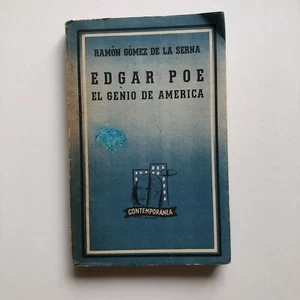 RAMÓN GÓMEZ DE LA SERNA
EDGAR POE
EL GENIO DE AMERICA
CONTEMPORANEA